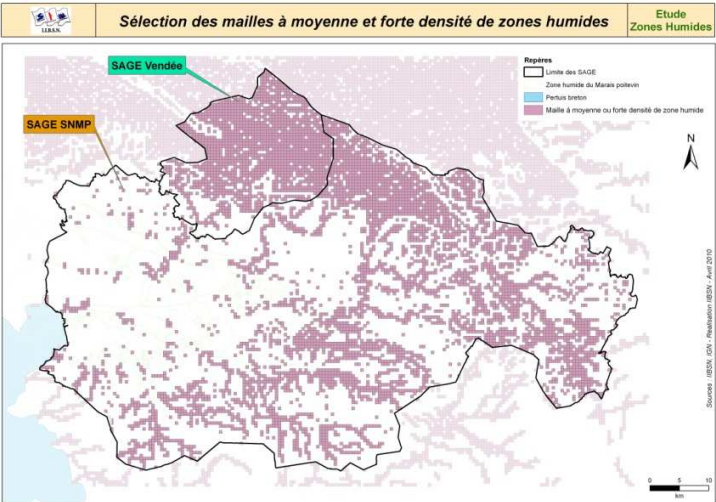 I.I.B.S.N.
Sélection des mailles à moyenne et forte densité de zones humides
Etude
Zones Humides
SAGE Vendée
SAGE SNMP
Repères
Limite des SAGE
Zone humide du Marais poitevin
Pertuis breton
Maille à moyenne ou forte densité de zone humide
N
Sources : IIBSN, IGN - Réalisation IIBSN - Avril 2010
0 5 10
km